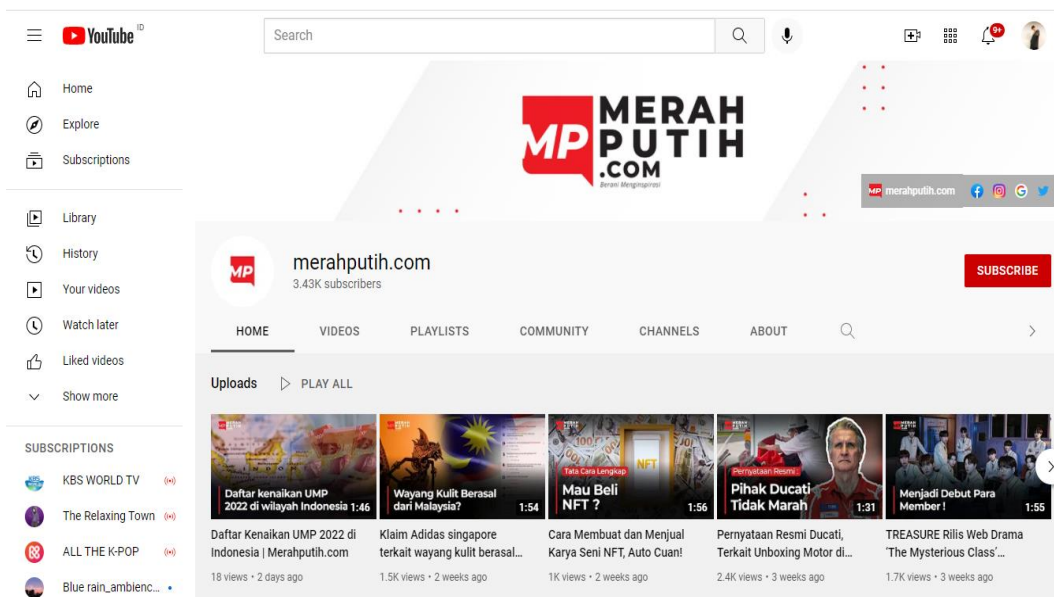 YouTube ID
Search
9+
Home
Explore
Subscriptions
Library
History
Your videos
Watch later
Liked videos
Show more
SUBSCRIPTIONS
KBS WORLD TV
The Relaxing Town
ALL THE K-POP
Blue rain_ambienc...
MP
MERAH
PUTIH
.COM
Berani Menginspirasi
MP merahputih.com
MP
merahputih.com
3.43K subscribers
SUBSCRIBE
HOME VIDEOS PLAYLISTS COMMUNITY CHANNELS ABOUT
Uploads PLAY ALL
Daftar kenaikan UMP
2022 di wilayah Indonesia 1:46
Daftar Kenaikan UMP 2022 di
Indonesia | Merahputih.com
18 views • 2 days ago
Wayang Kulit Berasal
dari Malaysia?
1:54
Klaim Adidas singapore
terkait wayang kulit berasal...
1.5K views • 2 weeks ago
NFT
Tata Cara Lengkap
Mau Beli
NFT ?
1:56
Cara Membuat dan Menjual
Karya Seni NFT, Auto Cuan!
1K views • 2 weeks ago
Pernyataan Resmi
Pihak Ducati
Tidak Marah
1:31
Pernyataan Resmi Ducati,
Terkait Unboxing Motor di...
2.4K views • 3 weeks ago
Menjadi Debut Para
Member !
1:55
TREASURE Rilis Web Drama
'The Mysterious Class'...
1.7K views • 3 weeks ago